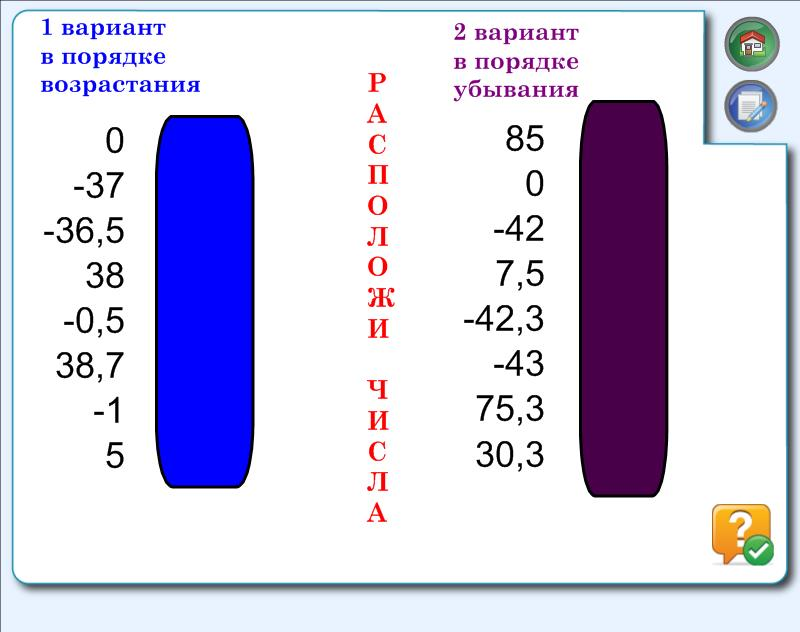 1 вариант
в порядке
возрастания
0
-37
-36,5
38
-0,5
38,7
-1
5
Р
А
С
П
О
Л
О
Ж
И
Ч
И
С
Л
А
2 вариант
в порядке
убывания
85
0
-42
7,5
-42,3
-43
75,3
30,3
?